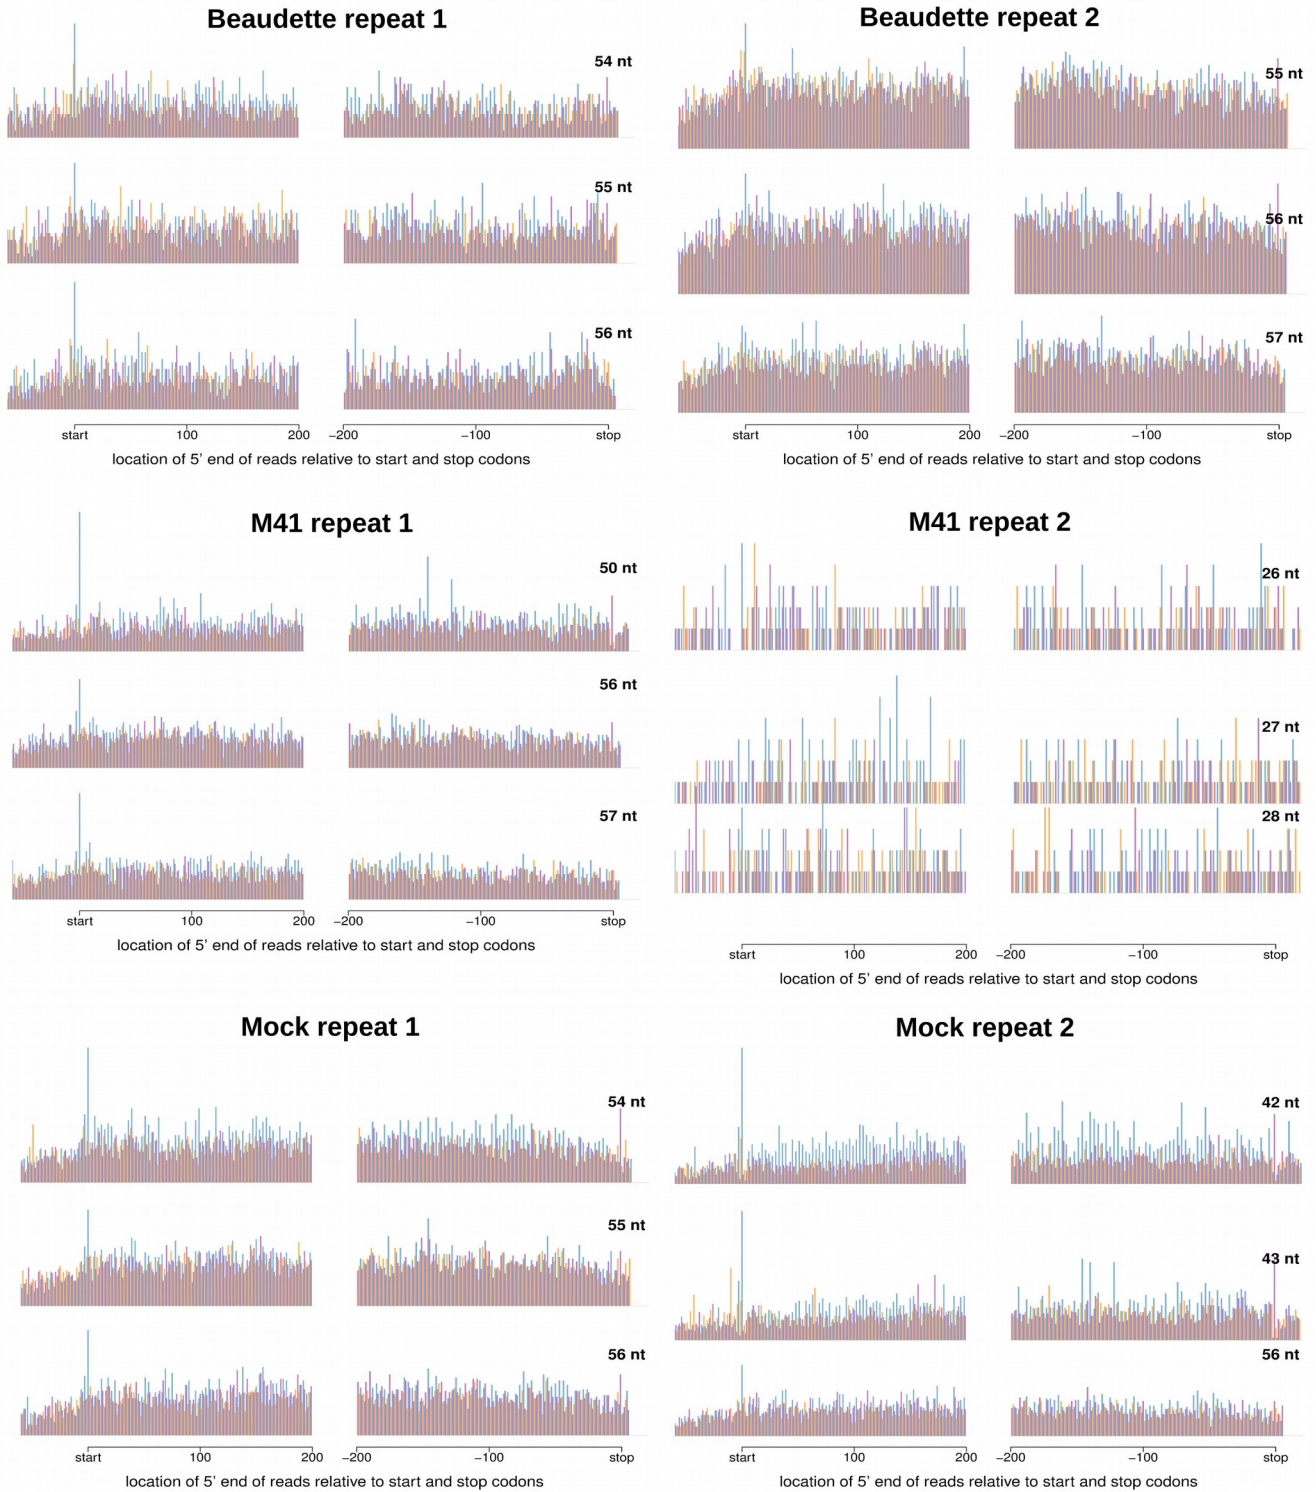 Beaudette repeat 1
54 nt
55 nt
56 nt
start 100 200 −200 −100 stop
location of 5’ end of reads relative to start and stop codons
Beaudette repeat 2
55 nt
56 nt
57 nt
start 100 200 −200 −100 stop
location of 5’ end of reads relative to start and stop codons
M41 repeat 1
50 nt
56 nt
57 nt
start 100 200 −200 −100 stop
location of 5’ end of reads relative to start and stop codons
M41 repeat 2
26 nt
27 nt
28 nt
start 100 200 −200 −100 stop
location of 5’ end of reads relative to start and stop codons
Mock repeat 1
54 nt
55 nt
56 nt
start 100 200 −200 −100 stop
location of 5’ end of reads relative to start and stop codons
Mock repeat 2
42 nt
43 nt
56 nt
start 100 200 −200 −100 stop
location of 5’ end of reads relative to start and stop codons